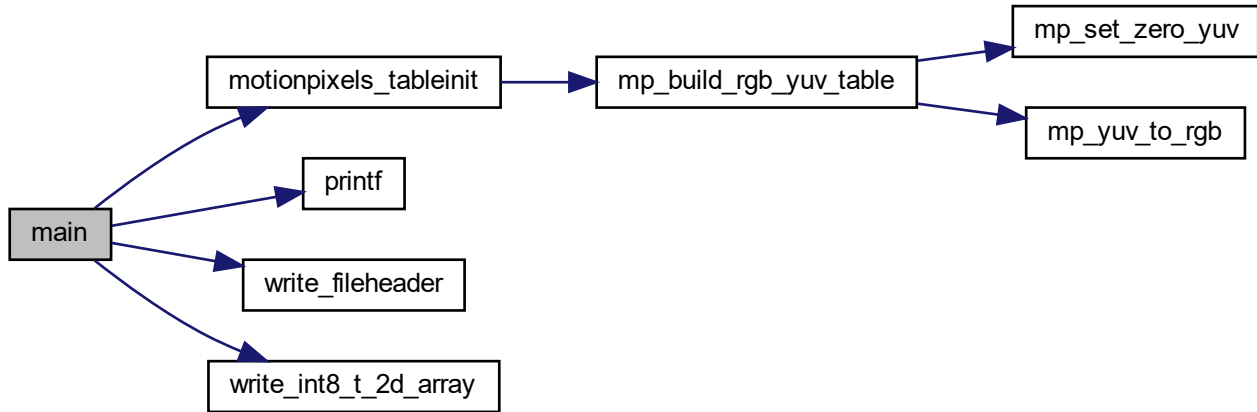 mp_set_zero_yuv
motionpixels_tableinit
mp_build_rgb_yuv_table
mp_yuv_to_rgb
printf
main
write_fileheader
write_int8_t_2d_array